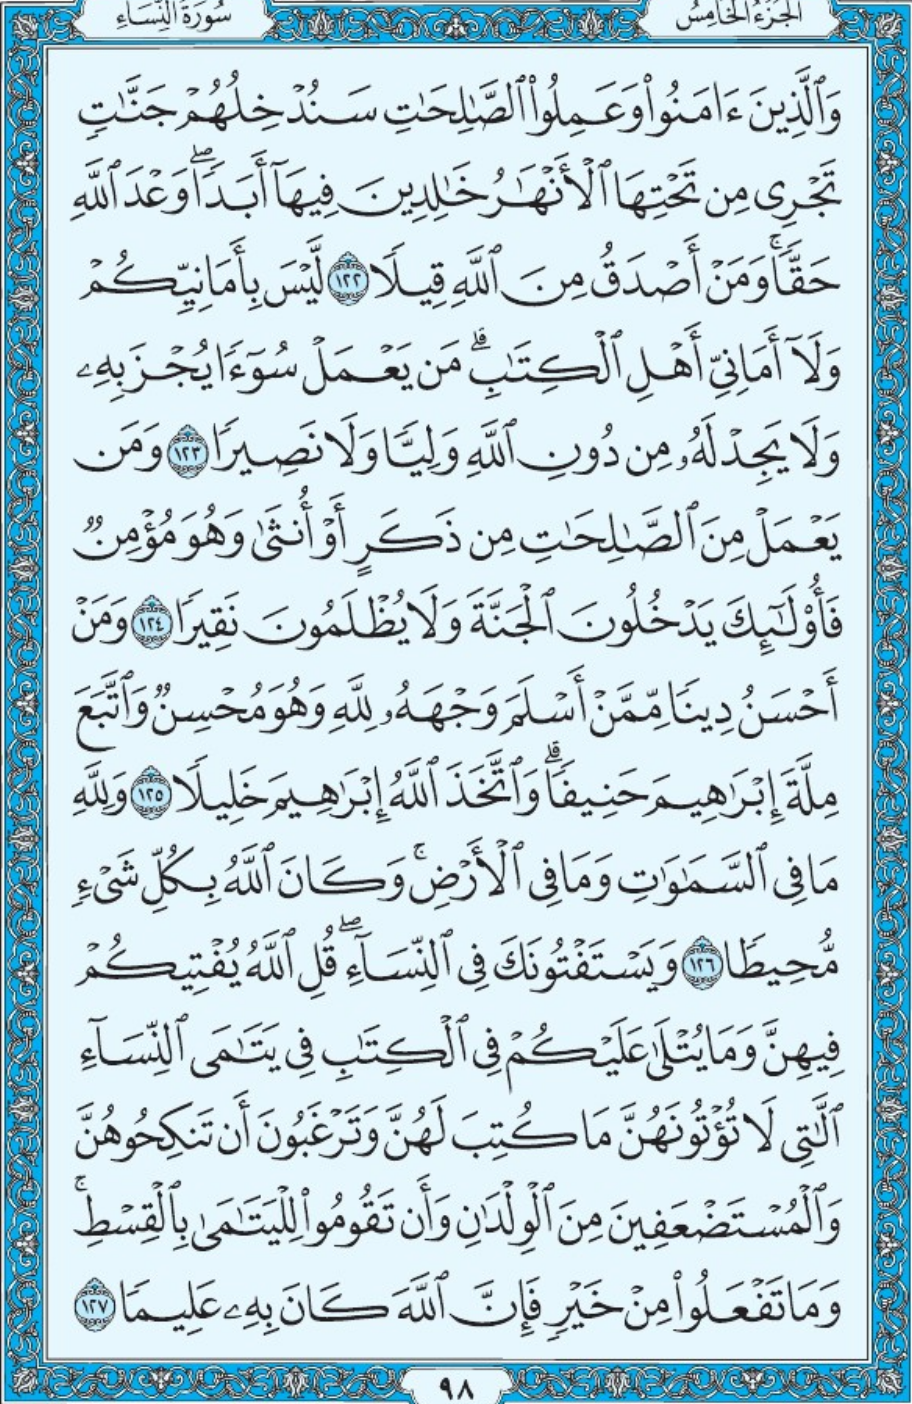 الجزء الخامس
سورة النساء
وَٱلَّذِينَ ءَامَنُوا۟ وَعَمِلُوا۟ ٱلصَّـٰلِحَـٰتِ سَنُدْخِلُهُمْ جَنَّـٰتٍ
تَجْرِى مِن تَحْتِهَا ٱلْأَنْهَـٰرُ خَـٰلِدِينَ فِيهَآ أَبَدًا ۖ وَعْدَ ٱللَّهِ
حَقًّا ۚ وَمَنْ أَصْدَقُ مِنَ ٱللَّهِ قِيلًا ١٢٢ لَّيْسَ بِأَمَانِيِّكُمْ
وَلَآ أَمَانِىِّ أَهْلِ ٱلْكِتَـٰبِ ۗ مَن يَعْمَلْ سُوٓءًا يُجْزَ بِهِۦ
وَلَا يَجِدْ لَهُۥ مِن دُونِ ٱللَّهِ وَلِيًّا وَلَا نَصِيرًا ١٢٣ وَمَن
يَعْمَلْ مِنَ ٱلصَّـٰلِحَـٰتِ مِن ذَكَرٍ أَوْ أُنثَىٰ وَهُوَ مُؤْمِنٌ
فَأُو۟لَـٰٓئِكَ يَدْخُلُونَ ٱلْجَنَّةَ وَلَا يُظْلَمُونَ نَقِيرًا ١٢٤ وَمَنْ
أَحْسَنُ دِينًا مِّمَّنْ أَسْلَمَ وَجْهَهُۥ لِلَّهِ وَهُوَ مُحْسِنٌ وَٱتَّبَعَ
مِلَّةَ إِبْرَٰهِيمَ حَنِيفًا ۗ وَٱتَّخَذَ ٱللَّهُ إِبْرَٰهِيمَ خَلِيلًا ١٢٥ وَلِلَّهِ
مَا فِى ٱلسَّمَـٰوَٰتِ وَمَا فِى ٱلْأَرْضِ ۚ وَكَانَ ٱللَّهُ بِكُلِّ شَىْءٍ
مُّحِيطًا ١٢٦ وَيَسْتَفْتُونَكَ فِى ٱلنِّسَآءِ ۖ قُلِ ٱللَّهُ يُفْتِيكُمْ
فِيهِنَّ وَمَا يُتْلَىٰ عَلَيْكُمْ فِى ٱلْكِتَـٰبِ فِى يَتَـٰمَى ٱلنِّسَآءِ
ٱلَّـٰتِى لَا تُؤْتُونَهُنَّ مَا كُتِبَ لَهُنَّ وَتَرْغَبُونَ أَن تَنكِحُوهُنَّ
وَٱلْمُسْتَضْعَفِينَ مِنَ ٱلْوِلْدَٰنِ وَأَن تَقُومُوا۟ لِلْيَتَـٰمَىٰ بِٱلْقِسْطِ ۚ
وَمَا تَفْعَلُوا۟ مِنْ خَيْرٍ فَإِنَّ ٱللَّهَ كَانَ بِهِۦ عَلِيمًا ١٢٧
٩٨